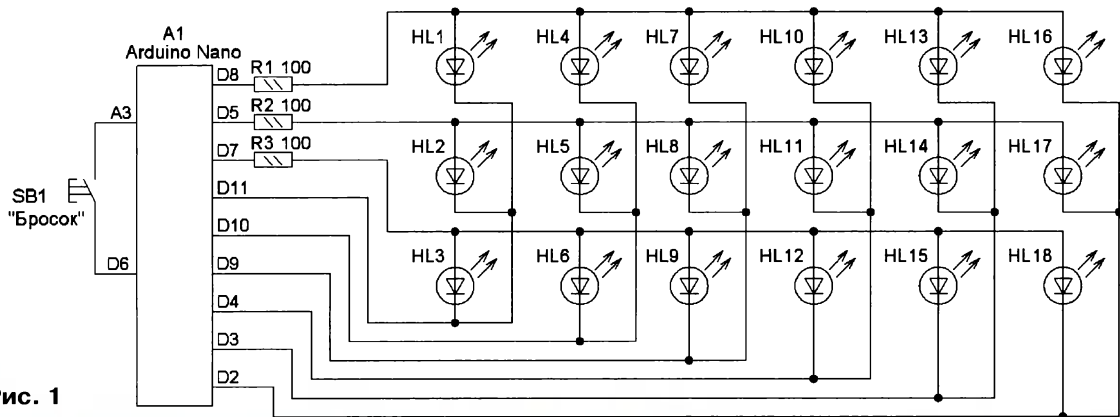 A1
Arduino Nano
A3
D6
SB1
"Бросок"
D8
D5
D7
D11
D10
D9
D4
D3
D2
R1 100
R2 100
R3 100
HL1
HL4
HL7
HL10
HL13
HL16
HL2
HL5
HL8
HL11
HL14
HL17
HL3
HL6
HL9
HL12
HL15
HL18
Рис. 1